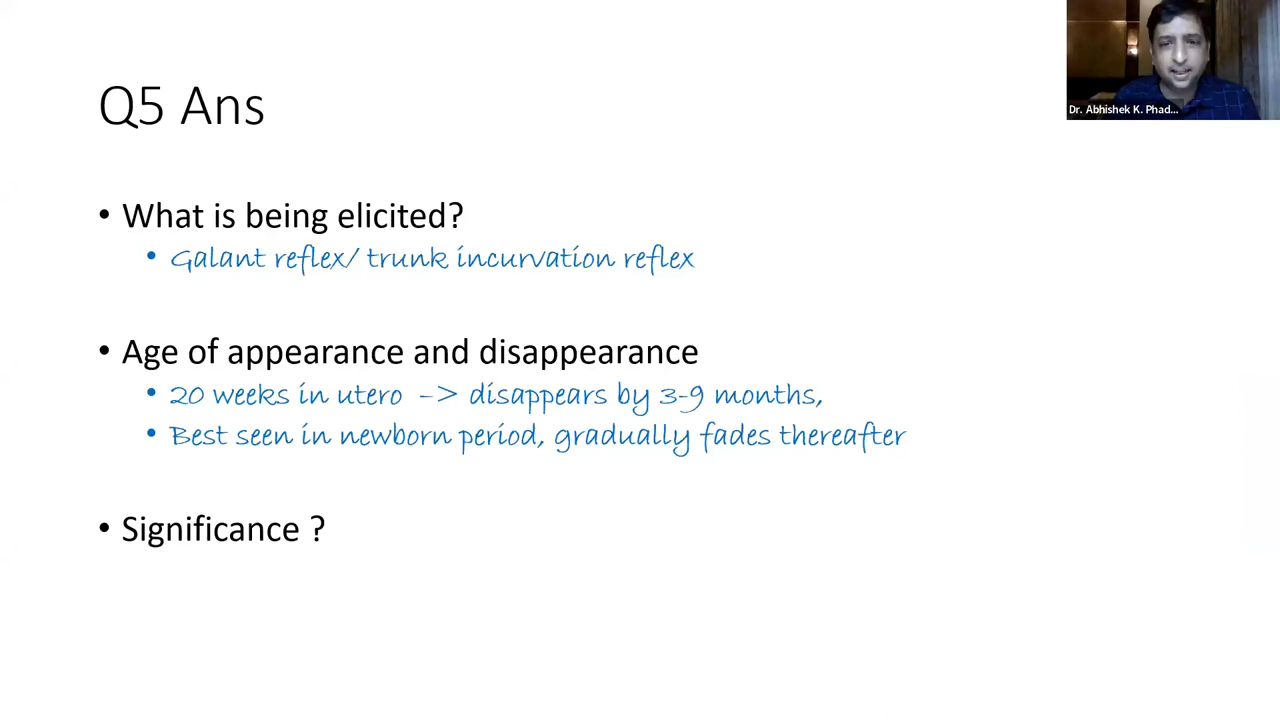 Dr. Abhishek K. Phad...
Q5 Ans
• What is being elicited?
• Galant reflex/ trunk incurvation reflex
• Age of appearance and disappearance
• 20 weeks in utero -> disappears by 3-9 months,
• Best seen in newborn period, gradually fades thereafter
• Significance ?